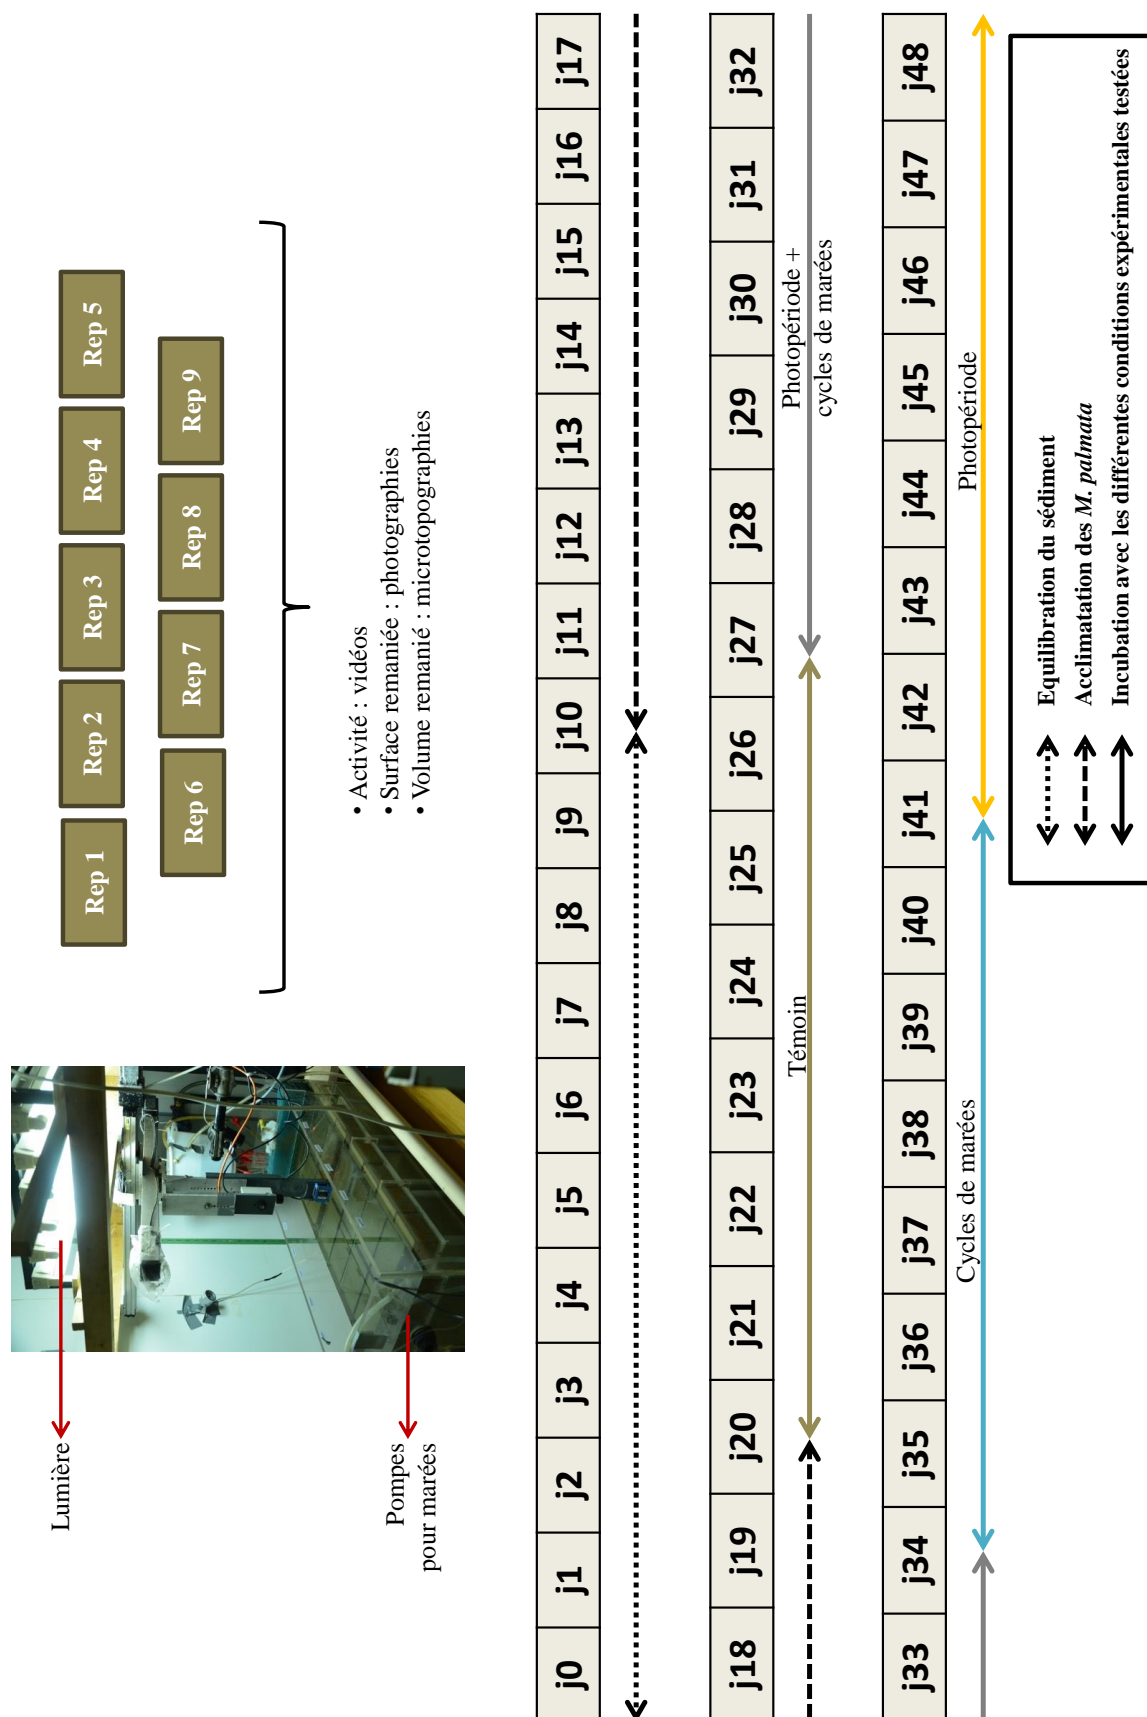 Lumière
Pompes
pour marées
Rep 1
Rep 2
Rep 3
Rep 4
Rep 5
Rep 6
Rep 7
Rep 8
Rep 9
• Activité : vidéos
• Surface remaniée : photographies
• Volume remanié : microtopographies
j0 j1 j2 j3 j4 j5 j6 j7 j8 j9 j10 j11 j12 j13 j14 j15 j16 j17
j18 j19 j20 j21 j22 j23 j24 j25 j26 j27 j28 j29 j30 j31 j32
Témoin
Photopériode +
cycles de marées
j33 j34 j35 j36 j37 j38 j39 j40 j41 j42 j43 j44 j45 j46 j47 j48
Cycles de marées
Photopériode
Equilibration du sédiment
Acclimatation des M. palmata
Incubation avec les différentes conditions expérimentales testées